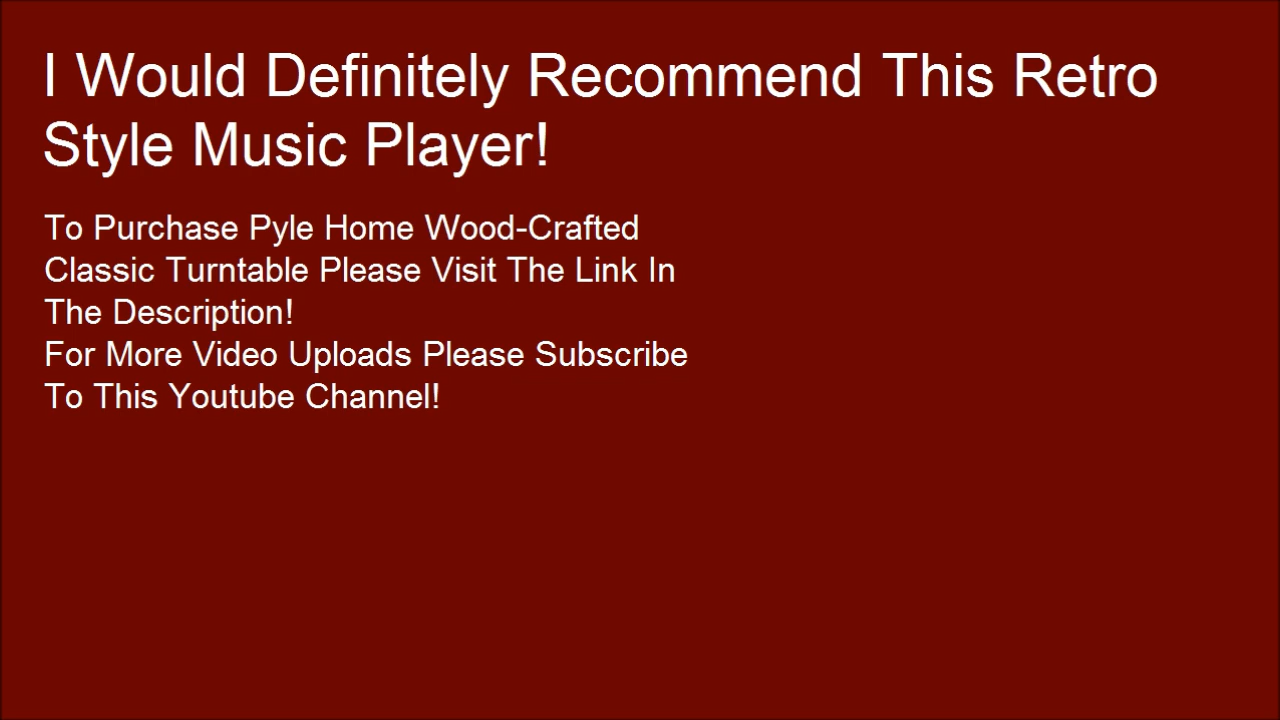 I Would Definitely Recommend This Retro
Style Music Player!
To Purchase Pyle Home Wood-Crafted
Classic Turntable Please Visit The Link In
The Description!
For More Video Uploads Please Subscribe
To This Youtube Channel!